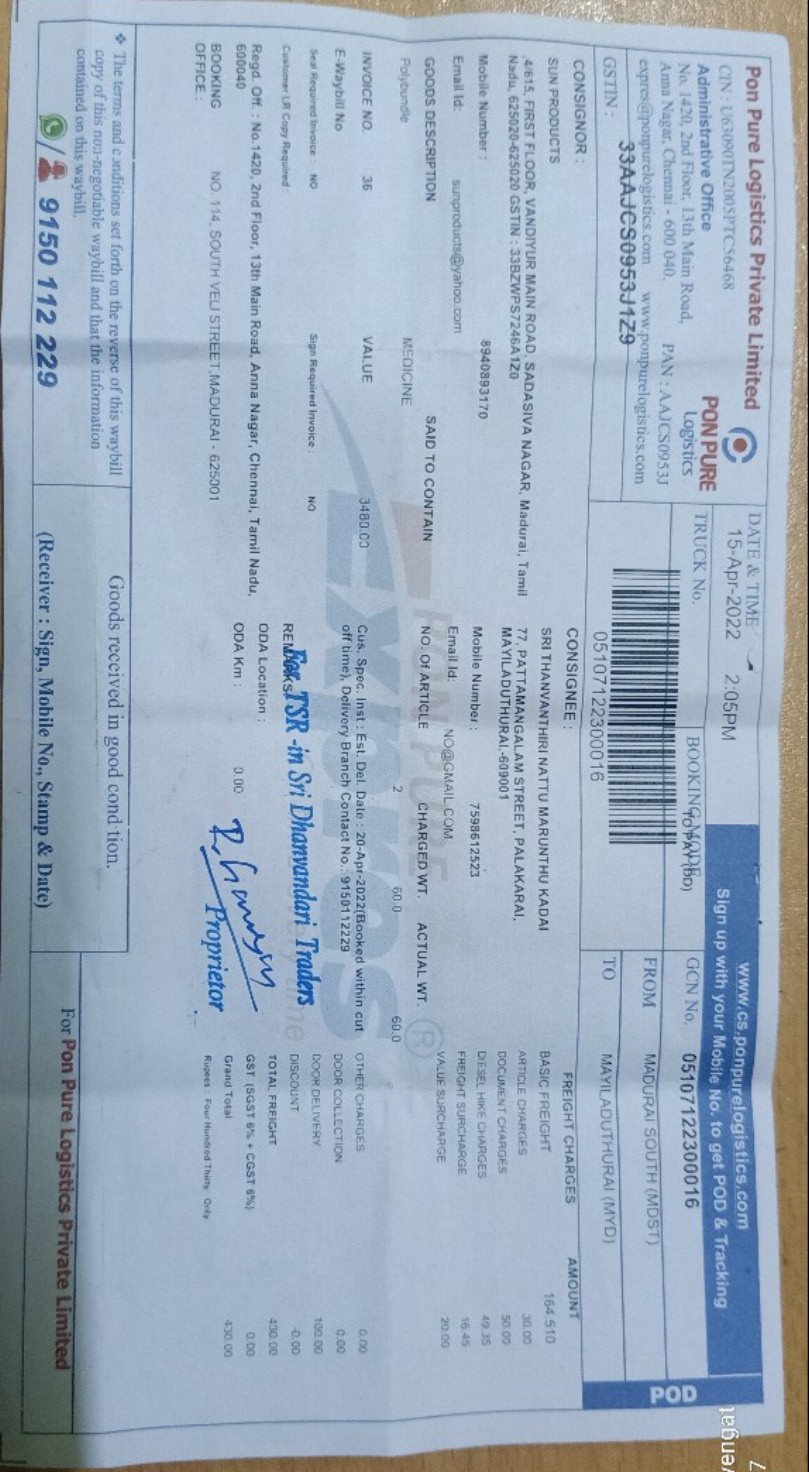 Pon Pure Logistics Private Limited
CIN : U63090TN2005PTC56468
Administrative Office
No. 1420, 2nd Floor, 13th Main Road,
Anna Nagar, Chennai - 600 040.
PAN : AAJCS0953J
expres@ponpurelogistics.com www.ponpurelogistics.com
GSTIN : 33AAJCS0953J1Z9
PON PURE
Logistics
DATE & TIME
15-Apr-2022 2:05PM
TRUCK No.
BOOKING MODE
TO PAY(DD)
05107122300016
www.cs.ponpurelogistics.com
Sign up with your Mobile No. to get POD & Tracking
GCN No. 05107122300016
FROM MADURAI SOUTH (MDST)
TO MAYILADUTHURAI (MYD)
POD
CONSIGNOR :
SUN PRODUCTS
4/615, FIRST FLOOR, VANDIYUR MAIN ROAD, SADASIVA NAGAR, Madurai, Tamil
Nadu, 625020-625020 GSTIN : 33BZWPS7246A1Z0
Mobile Number : 8940893170
Email Id: sunproducts@yahoo.com
CONSIGNEE :
SRI THANVANTHIRI NATTU MARUNTHU KADAI
77, PATTAMANGALAM STREET, PALAKARAI,
MAYILADUTHURAI,-609001
Mobile Number : 7598612523
Email Id: NO@GMAIL.COM
GOODS DESCRIPTION SAID TO CONTAIN NO. Of ARTICLE CHARGED WT. ACTUAL WT.
Polybundle MEDICINE 2 60.0 60.0
INVOICE NO. 36 VALUE 3480.00
E-Waybill No
Seal Required Invoice : NO Sign Required Invoice : NO
Customer LR Copy Required :
Regd. Off. : No.1420, 2nd Floor, 13th Main Road, Anna Nagar, Chennai, Tamil Nadu,
600040
BOOKING OFFICE : NO. 114, SOUTH VELI STREET,MADURAI - 625001
Cus. Spec. Inst : Est. Del. Date : 20-Apr-2022(Booked within cut
off time), Delivery Branch Contact No.: 9150112229
REMARKS
For TSR -in Sri Dhanvandari Traders
ODA Location :
ODA Km : 0.00
Proprietor
PON PURE
Expres
®
FREIGHT CHARGES AMOUNT
BASIC FREIGHT 164.510
ARTICLE CHARGES 30.00
DOCUMENT CHARGES 50.00
DIESEL HIKE CHARGES 49.35
FREIGHT SURCHARGE 16.45
VALUE SURCHARGE 20.00
OTHER CHARGES 0.00
DOOR COLLECTION 0.00
DOOR DELIVERY 100.00
DISCOUNT -0.00
TOTAL FREIGHT 430.00
GST (SGST 6% + CGST 6%) 0.00
Grand Total 430.00
Rupees Four Hundred Thirty Only
❖ The terms and conditions set forth on the reverse of this waybill
copy of this non-negotiable waybill and that the information
contained on this waybill.
9150 112 229
Goods received in good condition.
(Receiver : Sign, Mobile No., Stamp & Date)
For Pon Pure Logistics Private Limited